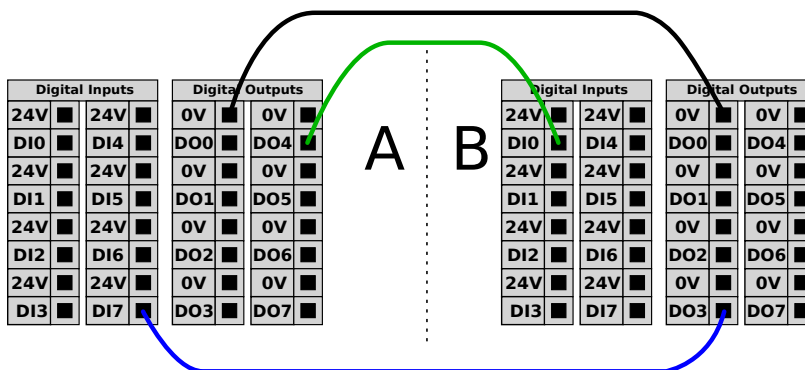 Digital Inputs Digital Outputs Digital Inputs Digital Outputs
24V 24V 0V 0V 24V 24V 0V 0V
DI0 DI4 DO0 DO4 A B DI0 DI4 DO0 DO4
24V 24V 0V 0V 24V 24V 0V 0V
DI1 DI5 DO1 DO5 DI1 DI5 DO1 DO5
24V 24V 0V 0V 24V 24V 0V 0V
DI2 DI6 DO2 DO6 DI2 DI6 DO2 DO6
24V 24V 0V 0V 24V 24V 0V 0V
DI3 DI7 DO3 DO7 DI3 DI7 DO3 DO7